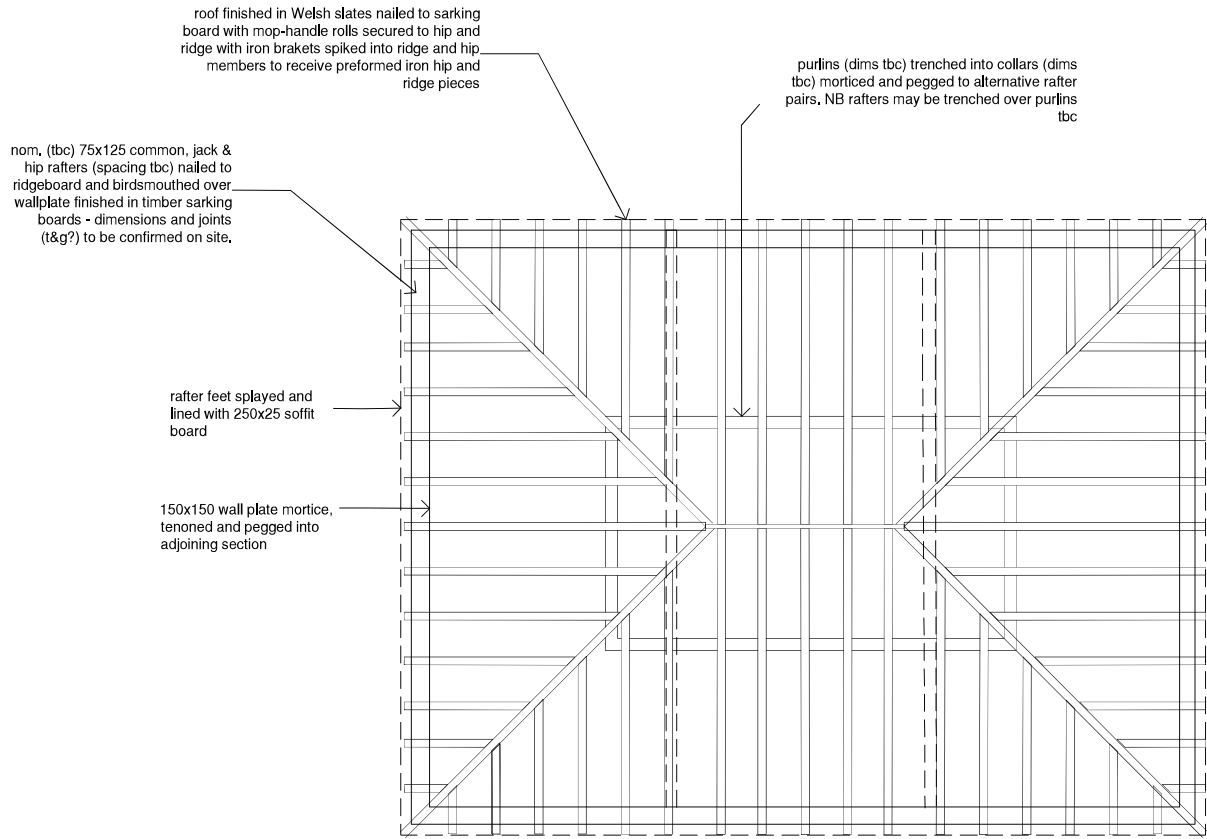 roof finished in Welsh slates nailed to sarking
board with mop-handle rolls secured to hip and
ridge with iron brakets spiked into ridge and hip
members to receive preformed iron hip and
ridge pieces
purlins (dims tbc) trenched into collars (dims
tbc) morticed and pegged to alternative rafter
pairs. NB rafters may be trenched over purlins
tbc
nom. (tbc) 75x125 common, jack &
hip rafters (spacing tbc) nailed to
ridgeboard and birdsmouthed over
wallplate finished in timber sarking
boards - dimensions and joints
(t&g?) to be confirmed on site.
rafter feet splayed and
lined with 250x25 soffit
board
150x150 wall plate mortice,
tenoned and pegged into
adjoining section